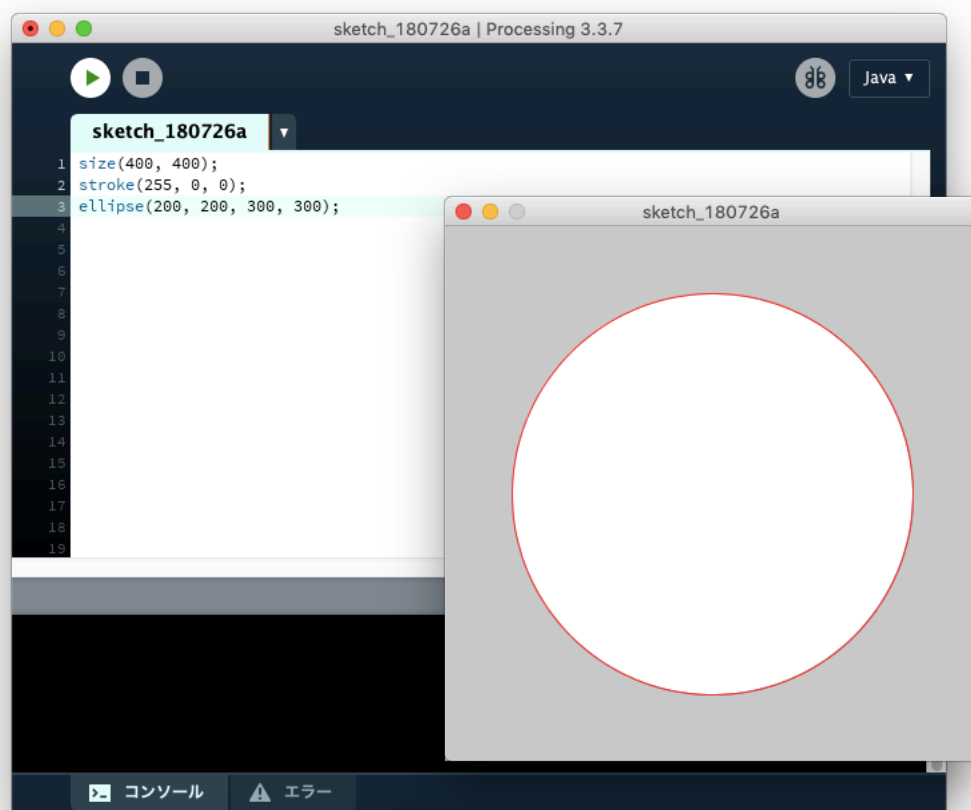 sketch_180726a | Processing 3.3.7
Java ▼
sketch_180726a ▼
1 size(400, 400);
2 stroke(255, 0, 0);
3 ellipse(200, 200, 300, 300);
4
5
6
7
8
9
10
11
12
13
14
15
16
17
18
19
sketch_180726a
コンソール
エラー